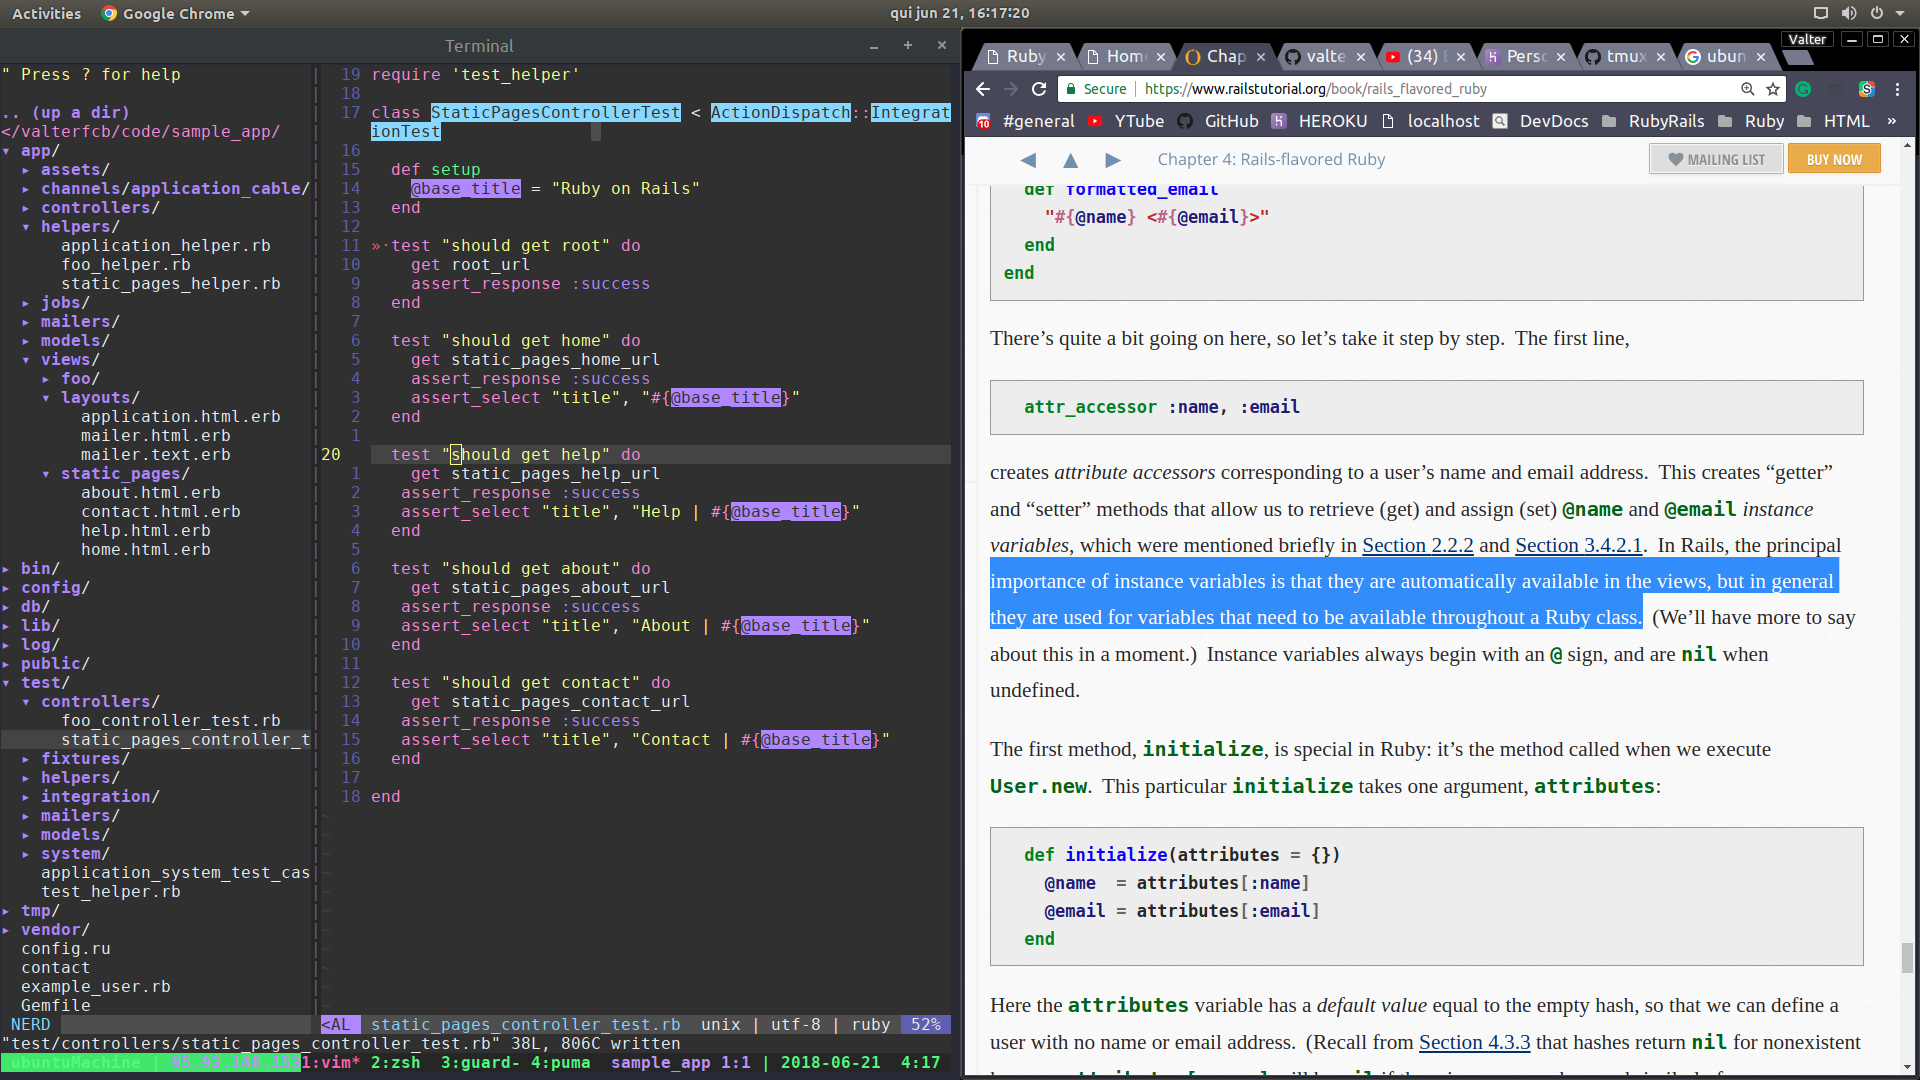 Activities
Google Chrome
qui jun 21, 16:17:20
Terminal
" Press ? for help
.. (up a dir)
</valterfcb/code/sample_app/
▾ app/
▸ assets/
▸ channels/application_cable/
▸ controllers/
▾ helpers/
application_helper.rb
foo_helper.rb
static_pages_helper.rb
▸ jobs/
▸ mailers/
▸ models/
▾ views/
▸ foo/
▾ layouts/
application.html.erb
mailer.html.erb
mailer.text.erb
▾ static_pages/
about.html.erb
contact.html.erb
help.html.erb
home.html.erb
▸ bin/
▸ config/
▸ db/
▸ lib/
▸ log/
▸ public/
▾ test/
▾ controllers/
foo_controller_test.rb
static_pages_controller_t
▸ fixtures/
▸ helpers/
▸ integration/
▸ mailers/
▸ models/
▸ system/
application_system_test_cas
test_helper.rb
▸ tmp/
▸ vendor/
config.ru
contact
example_user.rb
Gemfile
NERD
19 require 'test_helper'
18
17 class StaticPagesControllerTest < ActionDispatch::Integrat
ionTest
16
15 def setup
14 @base_title = "Ruby on Rails"
13 end
12
11 »·test "should get root" do
10 get root_url
9 assert_response :success
8 end
7
6 test "should get home" do
5 get static_pages_home_url
4 assert_response :success
3 assert_select "title", "#{@base_title}"
2 end
1
20 test "should get help" do
1 get static_pages_help_url
2 assert_response :success
3 assert_select "title", "Help | #{@base_title}"
4 end
5
6 test "should get about" do
7 get static_pages_about_url
8 assert_response :success
9 assert_select "title", "About | #{@base_title}"
10 end
11
12 test "should get contact" do
13 get static_pages_contact_url
14 assert_response :success
15 assert_select "title", "Contact | #{@base_title}"
16 end
17
18 end
<AL static_pages_controller_test.rb unix | utf-8 | ruby 52%
"test/controllers/static_pages_controller_test.rb" 38L, 806C written
ubuntuMachine | 1:vim* 2:zsh 3:guard- 4:puma sample_app 1:1 | 2018-06-21 4:17
Valter
Ruby
Hom
Chap
valte
(34)
Perso
tmux
ubun
Secure https://www.railstutorial.org/book/rails_flavored_ruby
#general YTube GitHub HEROKU localhost DevDocs RubyRails Ruby HTML »
Chapter 4: Rails-flavored Ruby
MAILING LIST
BUY NOW
def formatted_email
"#{@name} <#{@email}>"
end
end
There’s quite a bit going on here, so let’s take it step by step. The first line,
attr_accessor :name, :email
creates attribute accessors corresponding to a user’s name and email address. This creates “getter”
and “setter” methods that allow us to retrieve (get) and assign (set) @name and @email instance
variables, which were mentioned briefly in Section 2.2.2 and Section 3.4.2.1. In Rails, the principal
importance of instance variables is that they are automatically available in the views, but in general
they are used for variables that need to be available throughout a Ruby class. (We’ll have more to say
about this in a moment.) Instance variables always begin with an @ sign, and are nil when
undefined.
The first method, initialize, is special in Ruby: it’s the method called when we execute
User.new. This particular initialize takes one argument, attributes:
def initialize(attributes = {})
@name = attributes[:name]
@email = attributes[:email]
end
Here the attributes variable has a default value equal to the empty hash, so that we can define a
user with no name or email address. (Recall from Section 4.3.3 that hashes return nil for nonexistent